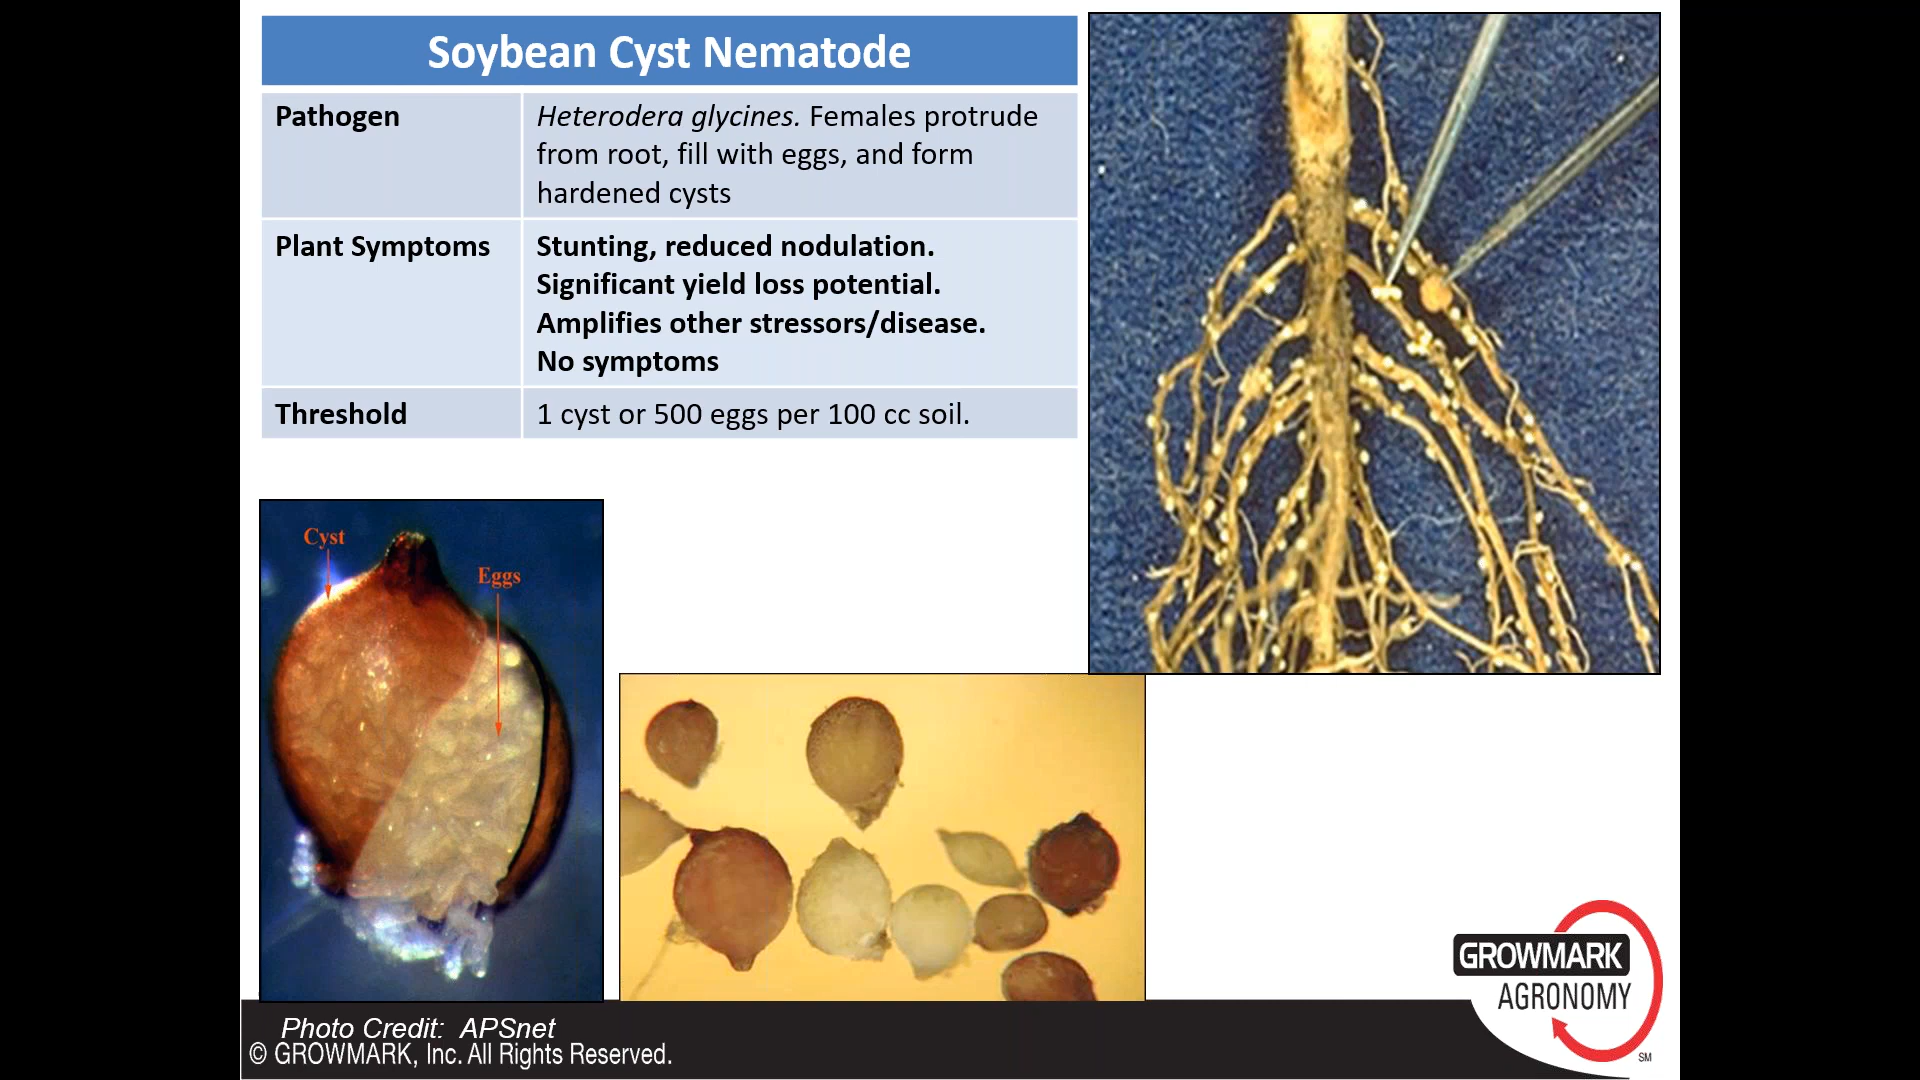 Soybean Cyst Nematode
Pathogen
Heterodera glycines. Females protrude
from root, fill with eggs, and form
hardened cysts
Plant Symptoms
Stunting, reduced nodulation.
Significant yield loss potential.
Amplifies other stressors/disease.
No symptoms
Threshold
1 cyst or 500 eggs per 100 cc soil.
Cyst
Eggs
GROWMARK
AGRONOMY
SM
Photo Credit: APSnet
© GROWMARK, Inc. All Rights Reserved.